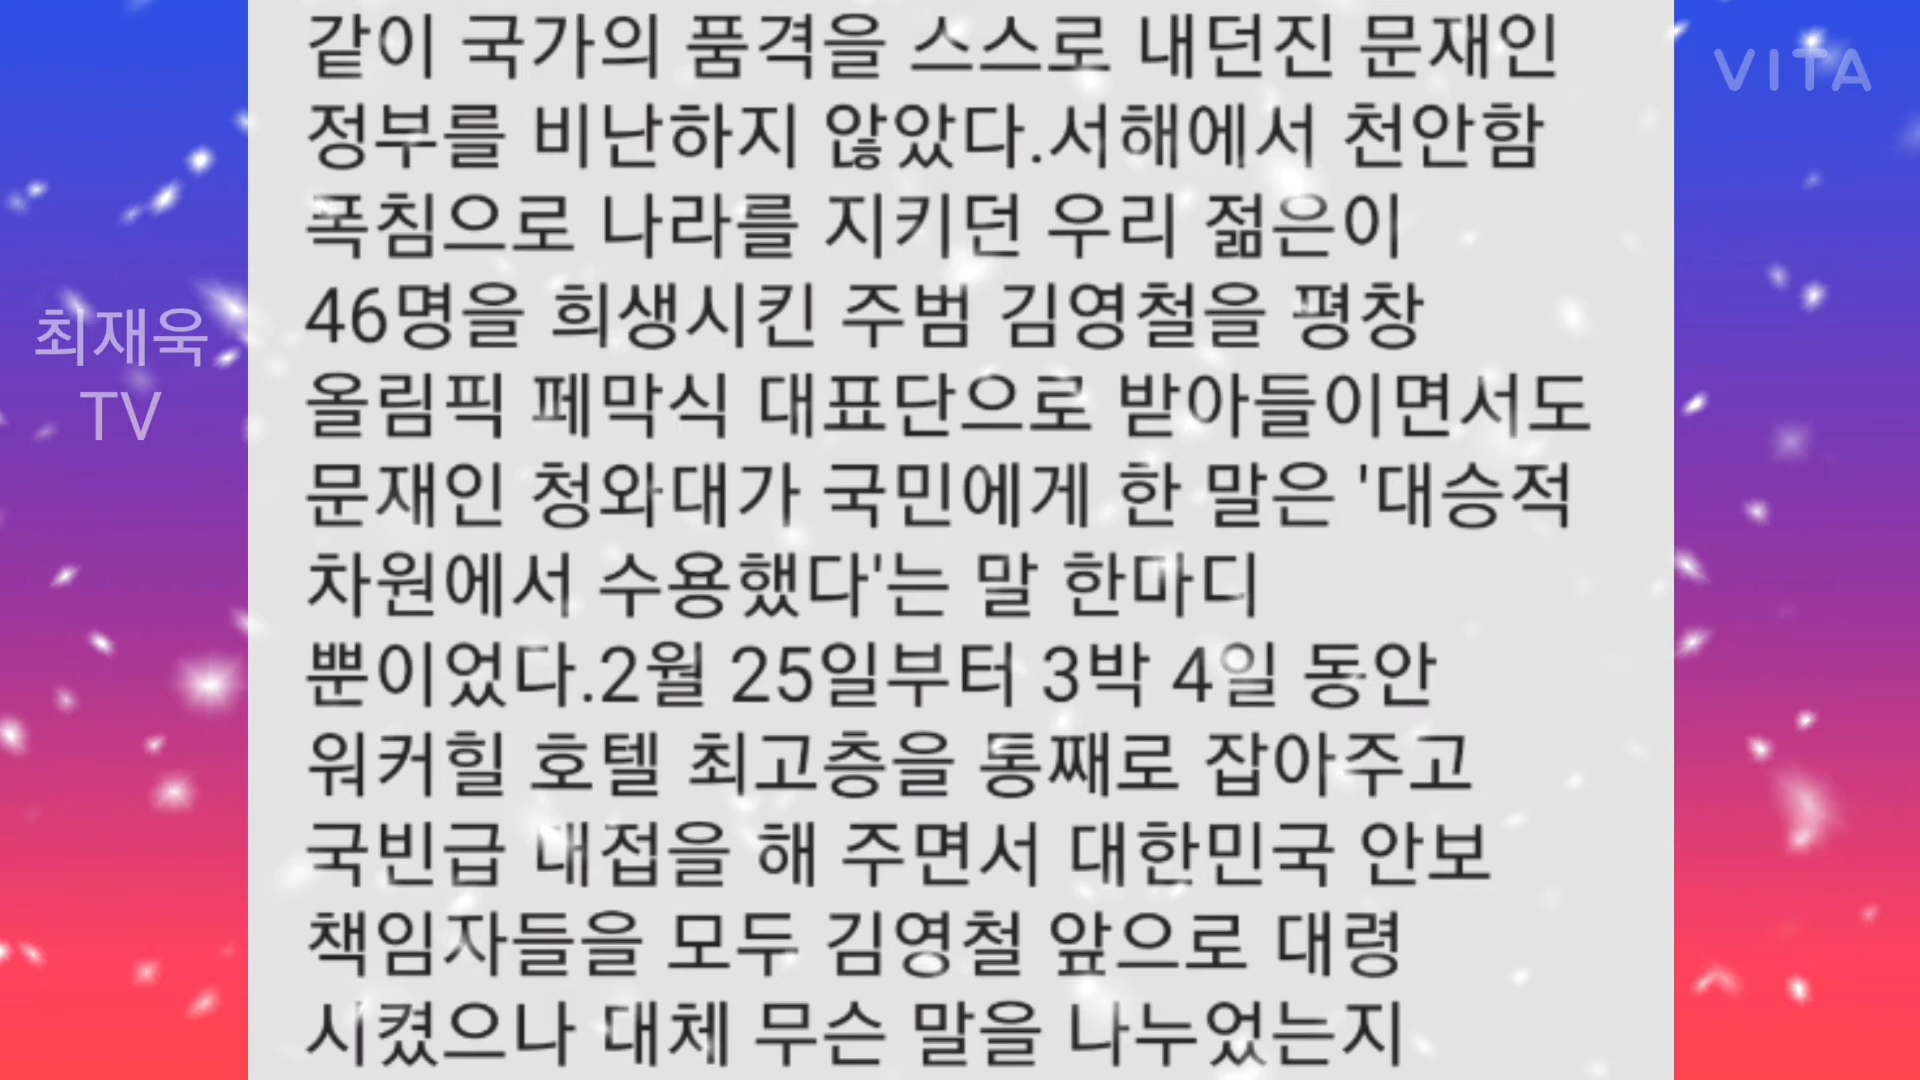 같이 국가의 품격을 스스로 내던진 문재인
정부를 비난하지 않았다.서해에서 천안함
폭침으로 나라를 지키던 우리 젊은이
46명을 희생시킨 주범 김영철을 평창
올림픽 페막식 대표단으로 받아들이면서도
문재인 청와대가 국민에게 한 말은 '대승적
차원에서 수용했다'는 말 한마디
뿐이었다.2월 25일부터 3박 4일 동안
워커힐 호텔 최고층을 통째로 잡아주고
국빈급 대접을 해 주면서 대한민국 안보
책임자들을 모두 김영철 앞으로 대령
시켰으나 대체 무슨 말을 나누었는지
최재욱
TV
VITA